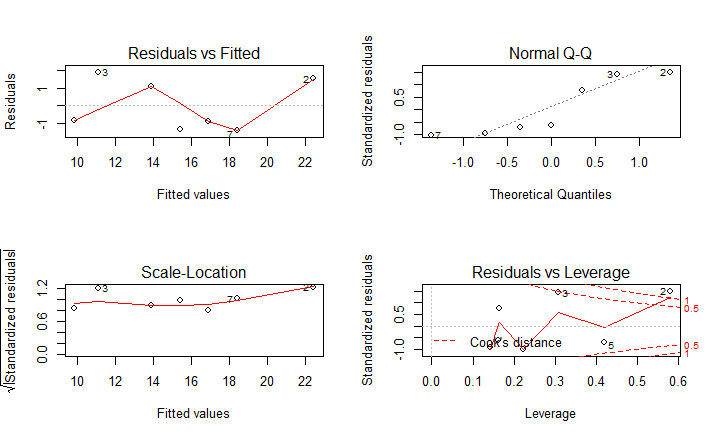 Residuals vs Fitted
Residuals
1
-1
3
2
7
10 12 14 16 18 20 22
Fitted values
Normal Q-Q
Standardized residuals
0.5
-1.0
3
2
7
-1.0 -0.5 0.0 0.5 1.0
Theoretical Quantiles
Scale-Location
√|Standardized residuals|
1.2
0.6
0.0
3
2
7
10 12 14 16 18 20 22
Fitted values
Residuals vs Leverage
Standardized residuals
0.5
-1.0
3
2
5
Cook's distance
1
0.5
0.5
1
0.0 0.1 0.2 0.3 0.4 0.5 0.6
Leverage